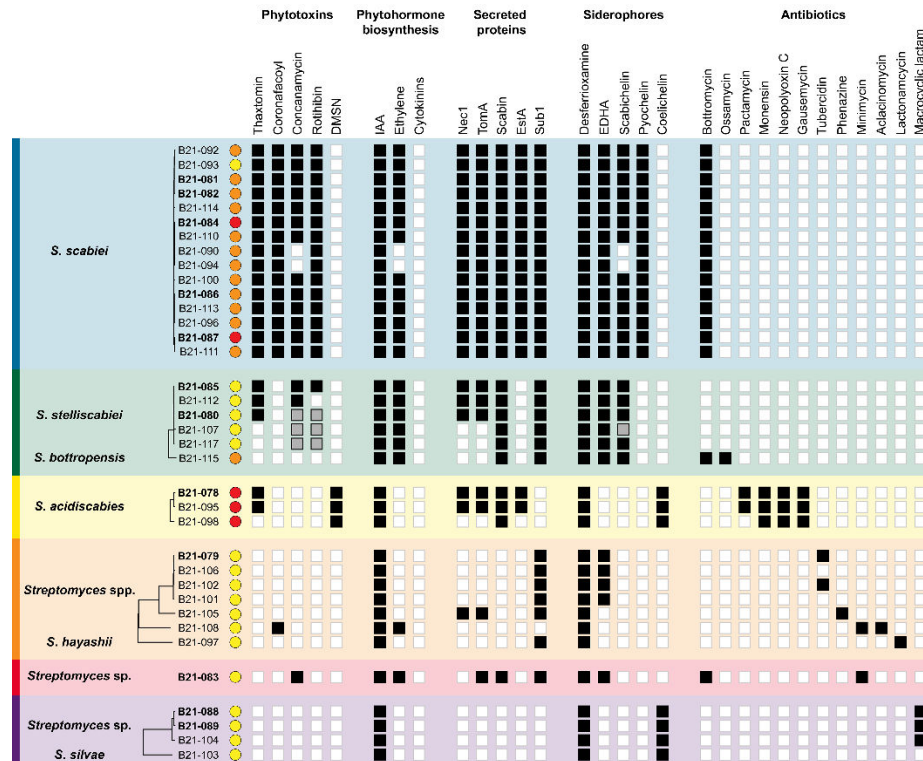 Phytotoxins Phytohormone biosynthesis Secreted proteins Siderophores Antibiotics
Thaxtomin Coronafacoyl Concanamycin Rotihibin DMSN IAA Ethylene Cytokinins Nec1 TomA Scabin EstA Sub1 Desferrioxamine EDHA Scabichelin Pyochelin Coelichelin Bottromycin Ossamycin Pactamycin Monensin Neopolyoxin C Gausemycin Tubercidin Phenazine Minimycin Aclacinomycin Lactonamcycin Macrocyclic lactam
B21-092
B21-093
B21-081
B21-082
B21-114
B21-084
B21-110
S. scabiei B21-090
B21-094
B21-100
B21-086
B21-113
B21-096
B21-087
B21-111
B21-085
B21-112
S. stelliscabiei B21-080
B21-107
B21-117
S. bottropensis B21-115
B21-078
S. acidiscabies B21-095
B21-098
B21-079
B21-106
Streptomyces spp. B21-102
B21-101
B21-105
B21-108
S. hayashii B21-097
Streptomyces sp. B21-083
B21-088
Streptomyces sp. B21-089
B21-104
S. silvae B21-103